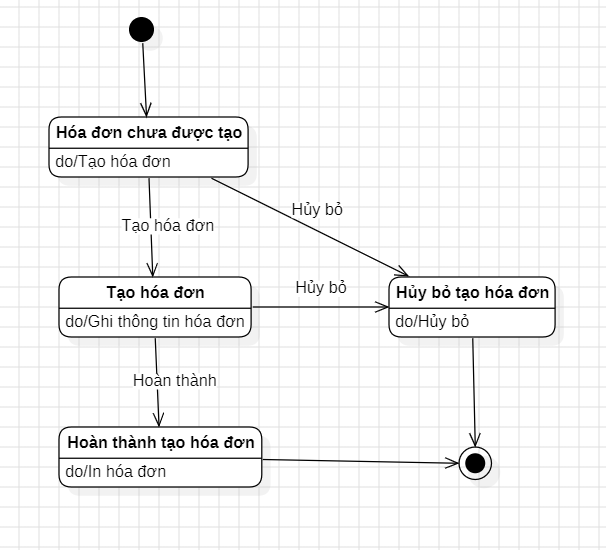 Hóa đơn chưa được tạo
do/Tạo hóa đơn
Hủy bỏ
Tạo hóa đơn
Hủy bỏ
Tạo hóa đơn
do/Ghi thông tin hóa đơn
Hủy bỏ tạo hóa đơn
do/Hủy bỏ
Hoàn thành
Hoàn thành tạo hóa đơn
do/In hóa đơn